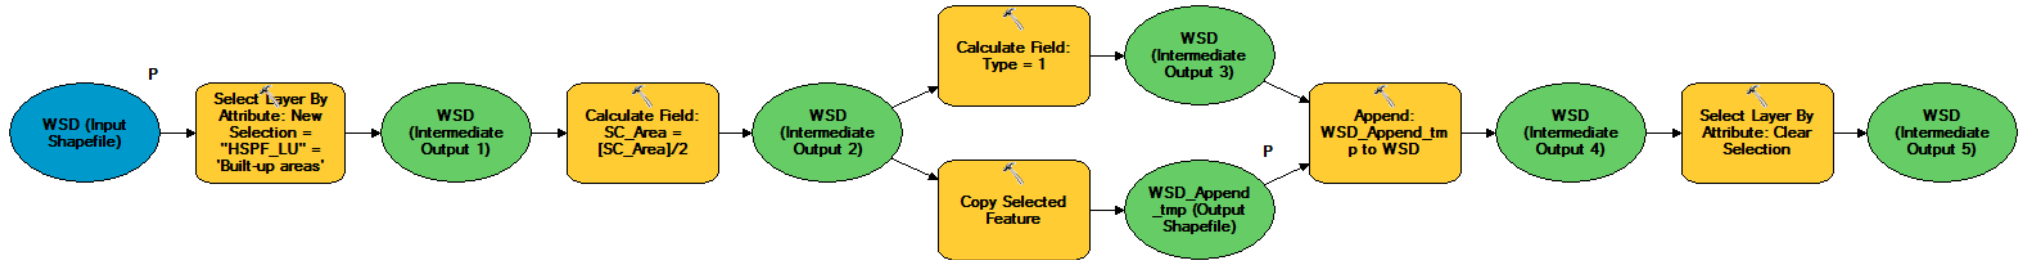 P
WSD (Input
Shapefile)
Select Layer By
Attribute: New
Selection =
"HSPF_LU" =
'Built-up areas'
WSD
(Intermediate
Output 1)
Calculate Field:
SC_Area =
[SC_Area]/2
WSD
(Intermediate
Output 2)
Calculate Field:
Type = 1
WSD
(Intermediate
Output 3)
Copy Selected
Feature
WSD_Append
_tmp (Output
Shapefile)
P
Append:
WSD_Append_tm
p to WSD
WSD
(Intermediate
Output 4)
Select Layer By
Attribute: Clear
Selection
WSD
(Intermediate
Output 5)